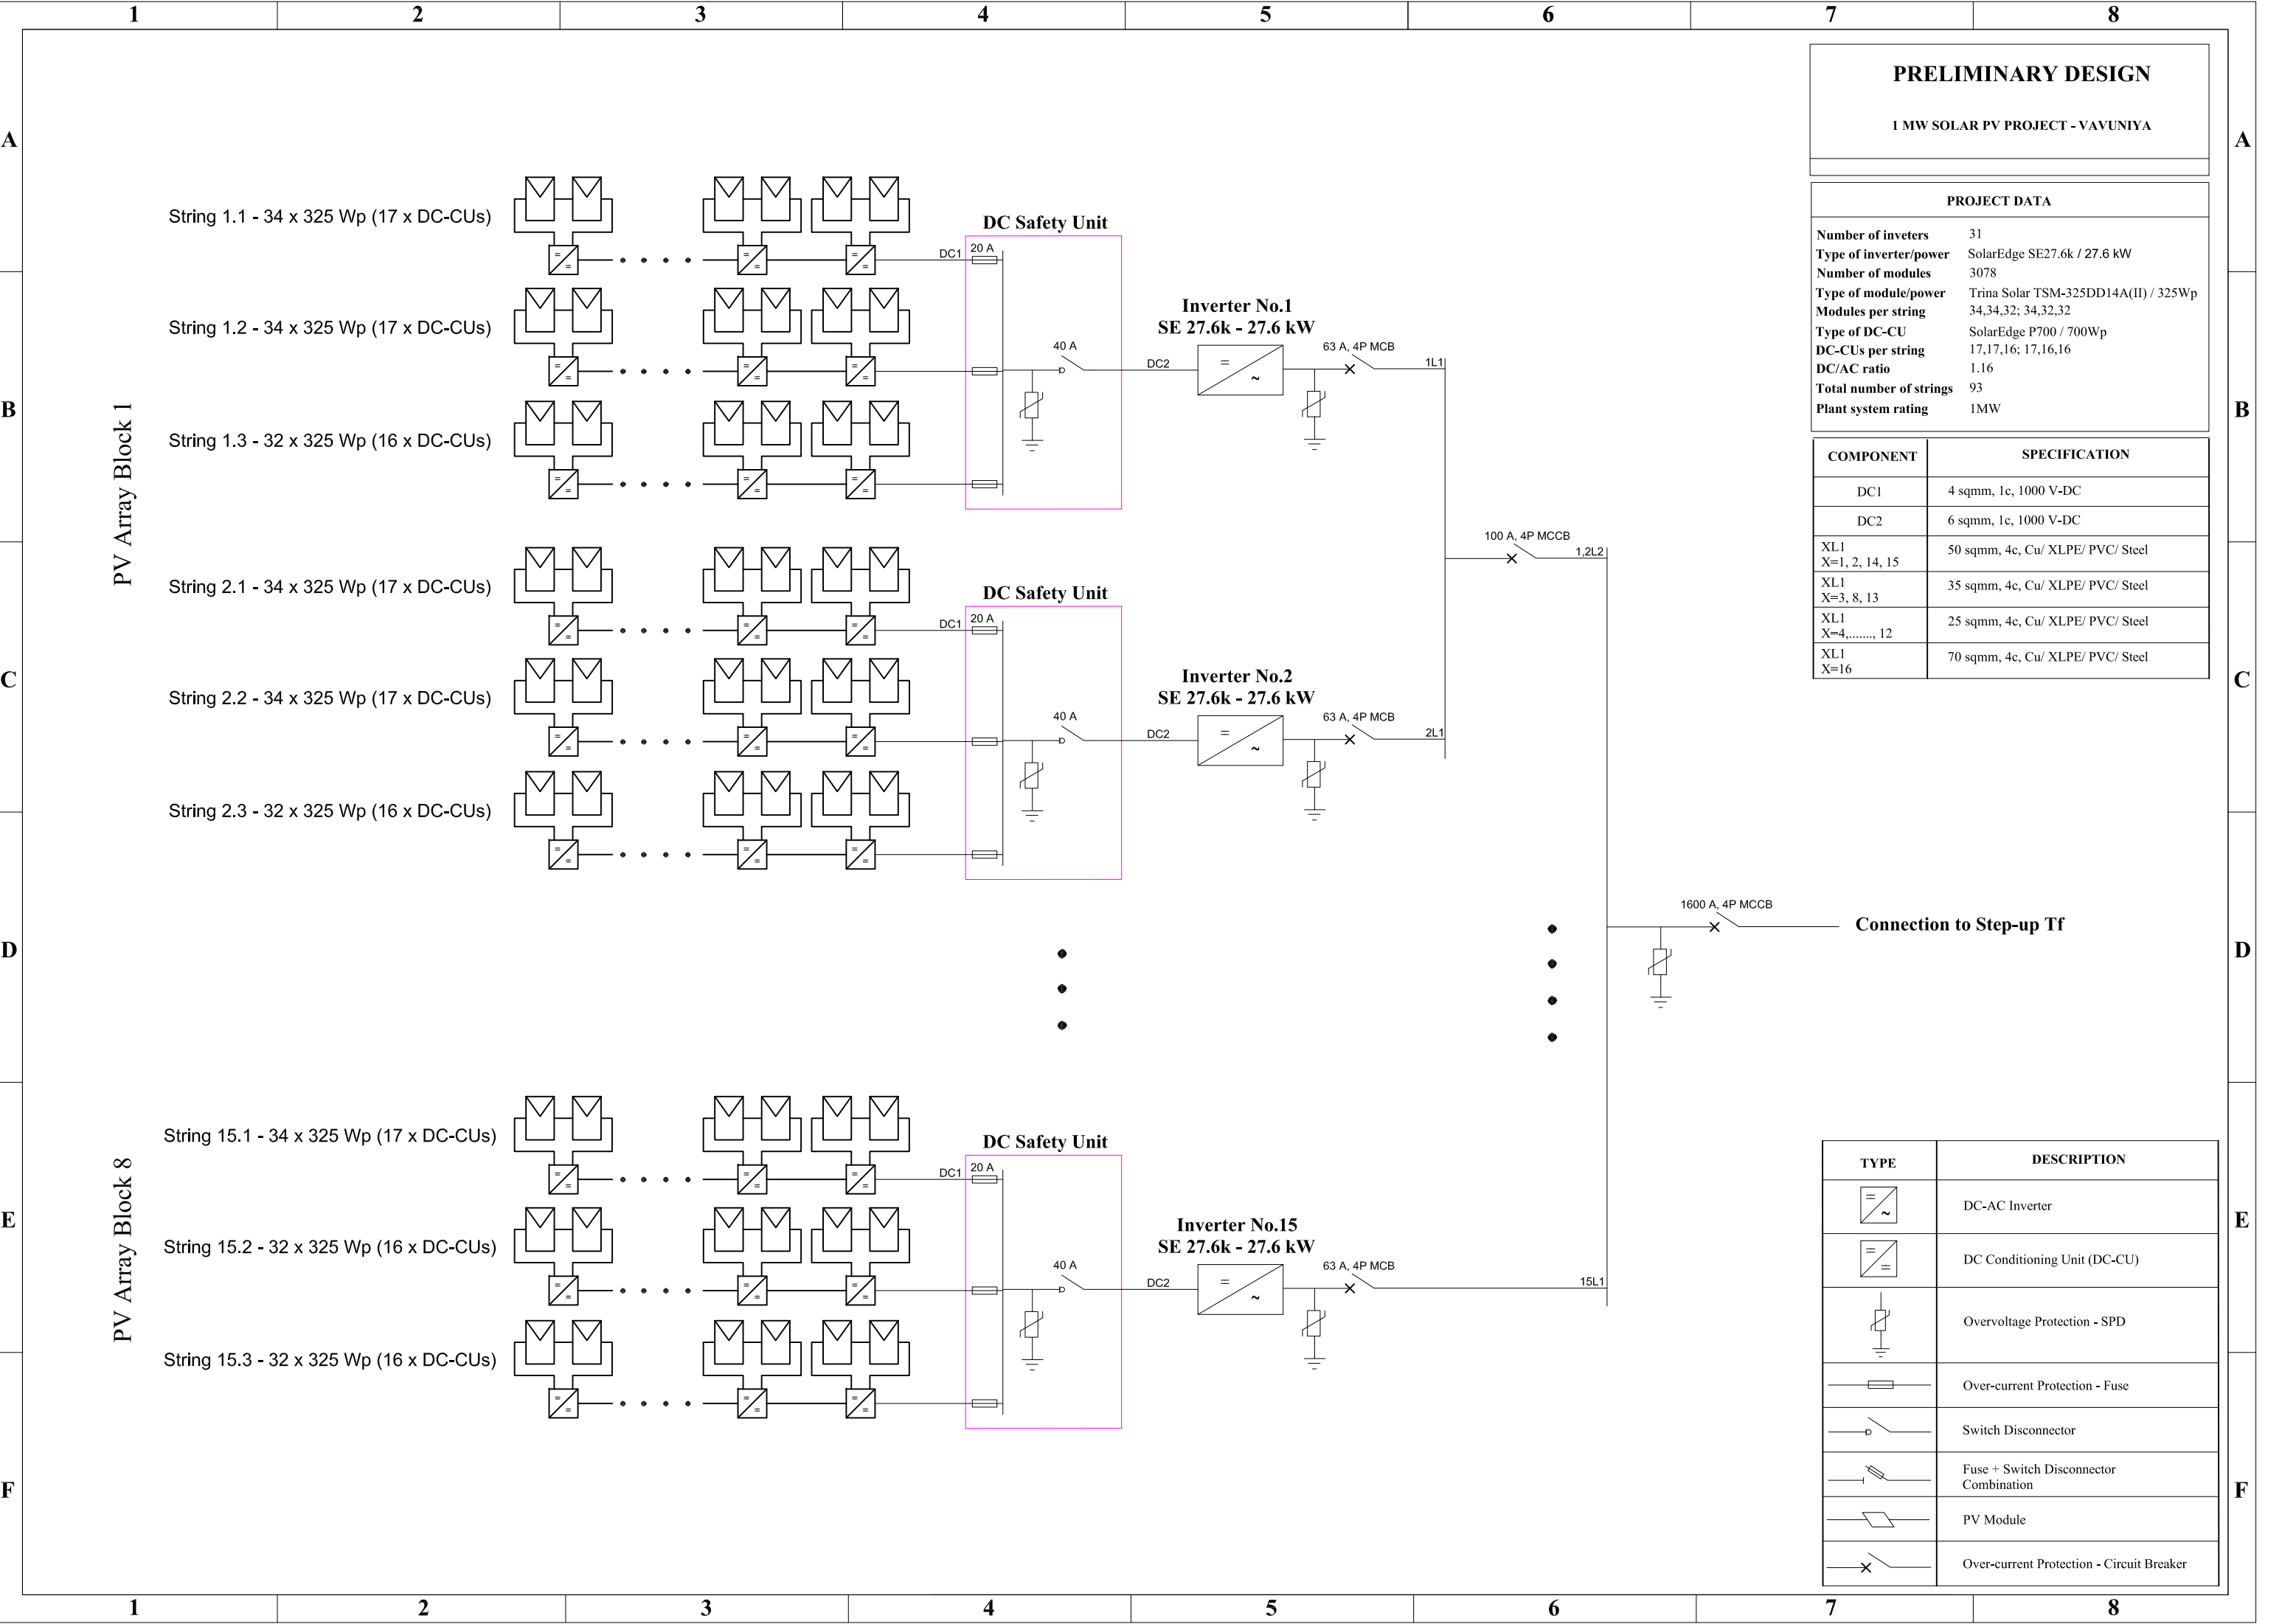 1 2 3 4 5 6 7 8
A
B
C
D
E
F
A
B
C
D
E
F
PV Array Block 1
String 1.1 - 34 x 325 Wp (17 x DC-CUs)
String 1.2 - 34 x 325 Wp (17 x DC-CUs)
String 1.3 - 32 x 325 Wp (16 x DC-CUs)
DC Safety Unit
DC1
20 A
40 A
DC2
Inverter No.1
SE 27.6k - 27.6 kW
63 A, 4P MCB
1L1
String 2.1 - 34 x 325 Wp (17 x DC-CUs)
String 2.2 - 34 x 325 Wp (17 x DC-CUs)
String 2.3 - 32 x 325 Wp (16 x DC-CUs)
DC Safety Unit
DC1
20 A
40 A
DC2
Inverter No.2
SE 27.6k - 27.6 kW
63 A, 4P MCB
2L1
100 A, 4P MCCB
1,2L2
1600 A, 4P MCCB
Connection to Step-up Tf
PV Array Block 8
String 15.1 - 34 x 325 Wp (17 x DC-CUs)
String 15.2 - 32 x 325 Wp (16 x DC-CUs)
String 15.3 - 32 x 325 Wp (16 x DC-CUs)
DC Safety Unit
DC1
20 A
40 A
DC2
Inverter No.15
SE 27.6k - 27.6 kW
63 A, 4P MCB
15L1
PRELIMINARY DESIGN
1 MW SOLAR PV PROJECT - VAVUNIYA
PROJECT DATA
Number of inveters 31
Type of inverter/power SolarEdge SE27.6k / 27.6 kW
Number of modules 3078
Type of module/power Trina Solar TSM-325DD14A(II) / 325Wp
Modules per string 34,34,32; 34,32,32
Type of DC-CU SolarEdge P700 / 700Wp
DC-CUs per string 17,17,16; 17,16,16
DC/AC ratio 1.16
Total number of strings 93
Plant system rating 1MW
COMPONENT SPECIFICATION
DC1 4 sqmm, 1c, 1000 V-DC
DC2 6 sqmm, 1c, 1000 V-DC
XL1
X=1, 2, 14, 15
50 sqmm, 4c, Cu/ XLPE/ PVC/ Steel
XL1
X=3, 8, 13
35 sqmm, 4c, Cu/ XLPE/ PVC/ Steel
XL1
X=4,......., 12
25 sqmm, 4c, Cu/ XLPE/ PVC/ Steel
XL1
X=16
70 sqmm, 4c, Cu/ XLPE/ PVC/ Steel
TYPE DESCRIPTION
DC-AC Inverter
DC Conditioning Unit (DC-CU)
Overvoltage Protection - SPD
Over-current Protection - Fuse
Switch Disconnector
Fuse + Switch Disconnector
Combination
PV Module
Over-current Protection - Circuit Breaker
1 2 3 4 5 6 7 8